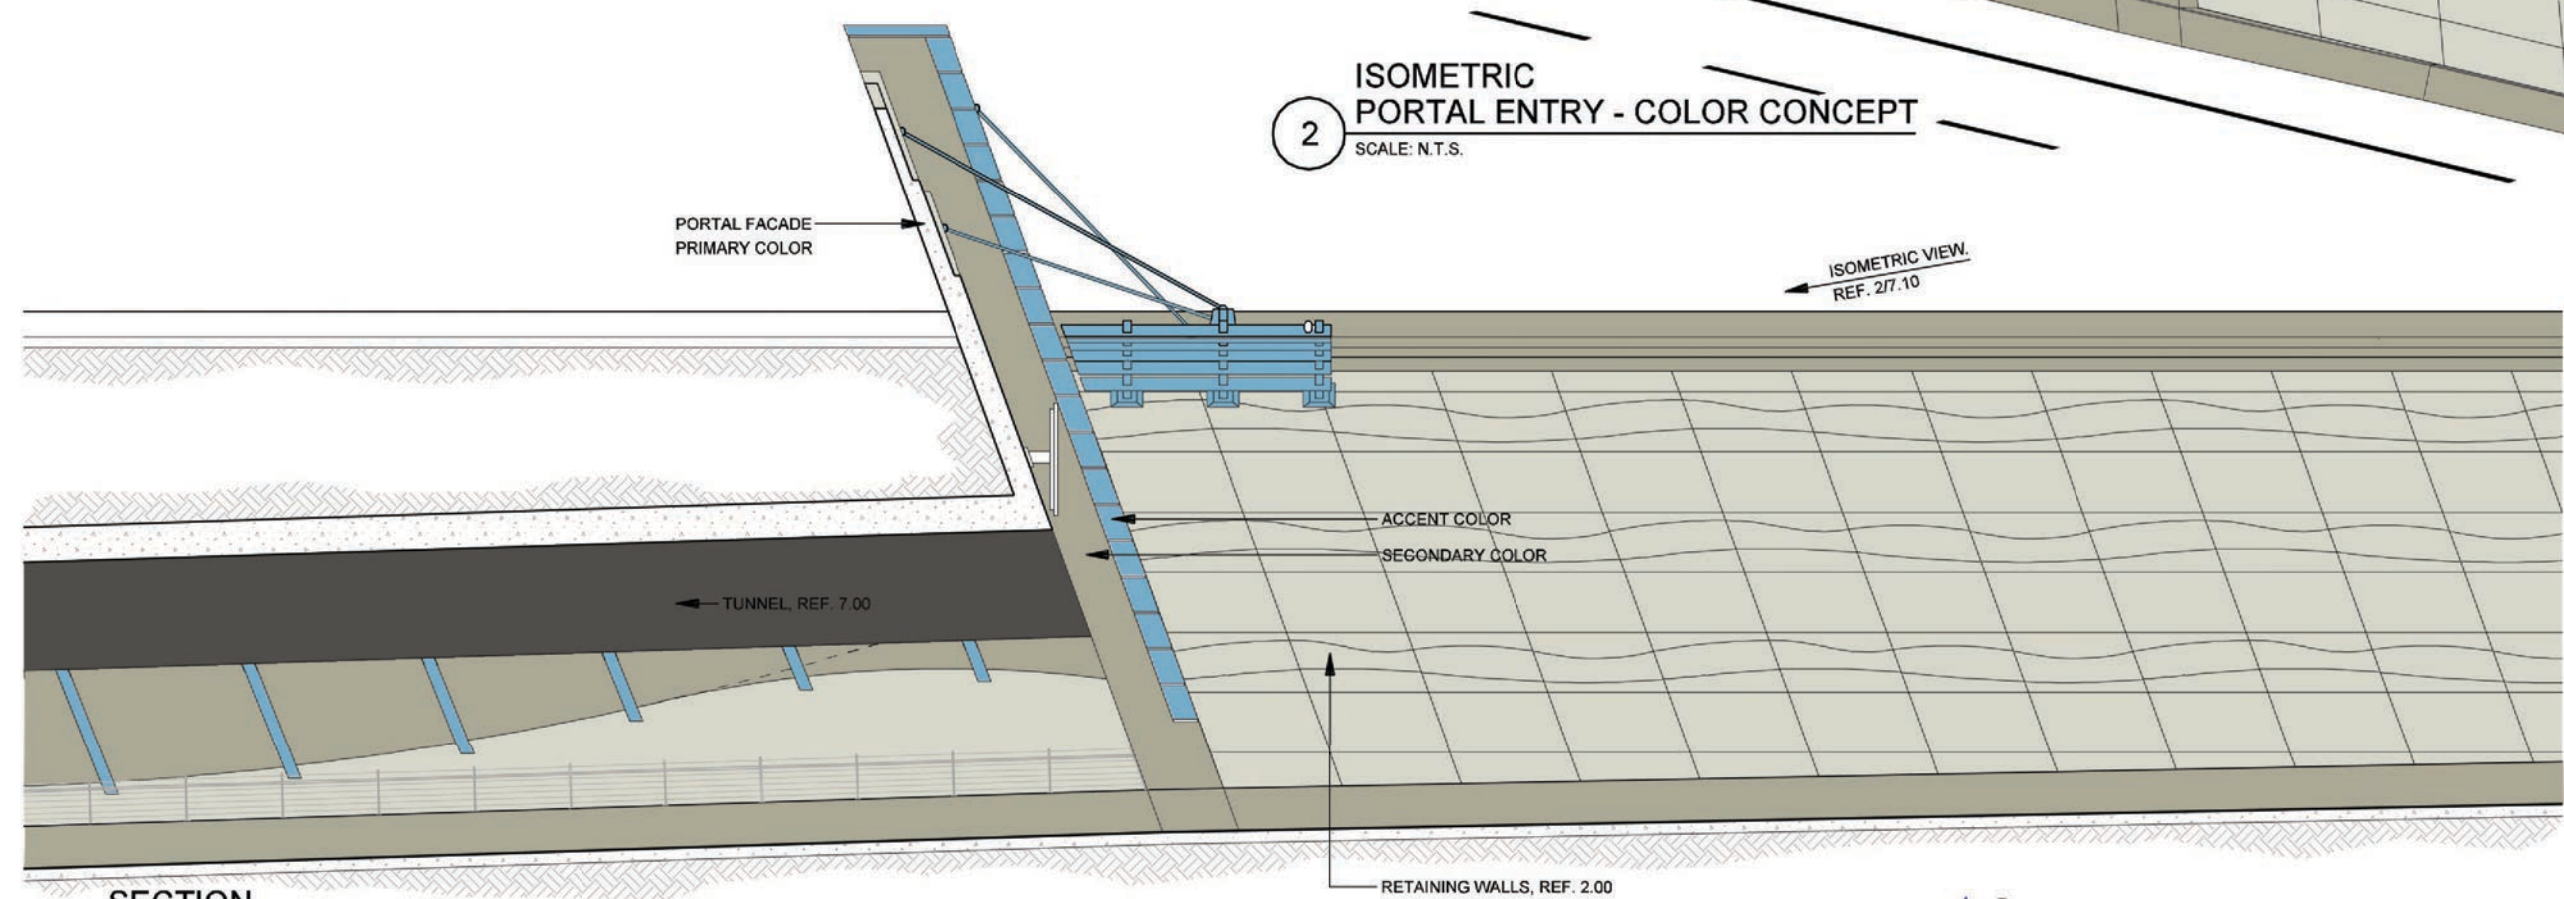 ISOMETRIC
2 PORTAL ENTRY - COLOR CONCEPT
SCALE: N.T.S.
PORTAL FACADE
PRIMARY COLOR
ISOMETRIC VIEW.
REF. 2/7.10
ACCENT COLOR
SECONDARY COLOR
TUNNEL, REF. 7.00
RETAINING WALLS, REF. 2.00
SECTION